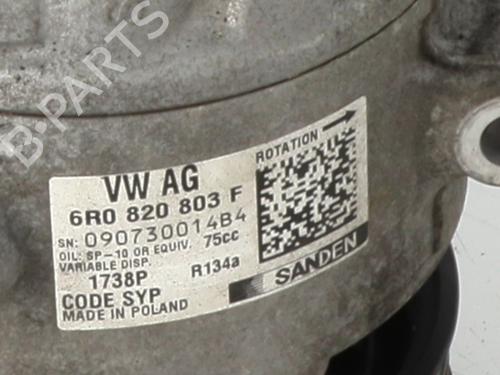 B-PARTS
VW AG
6R0 820 803 F
SN: 090730014B4
OIL: SP-10 OR EQUIV. 75cc
VARIABLE DISP.
1738P R134a
CODE SYP
MADE IN POLAND
ROTATION
SANDEN